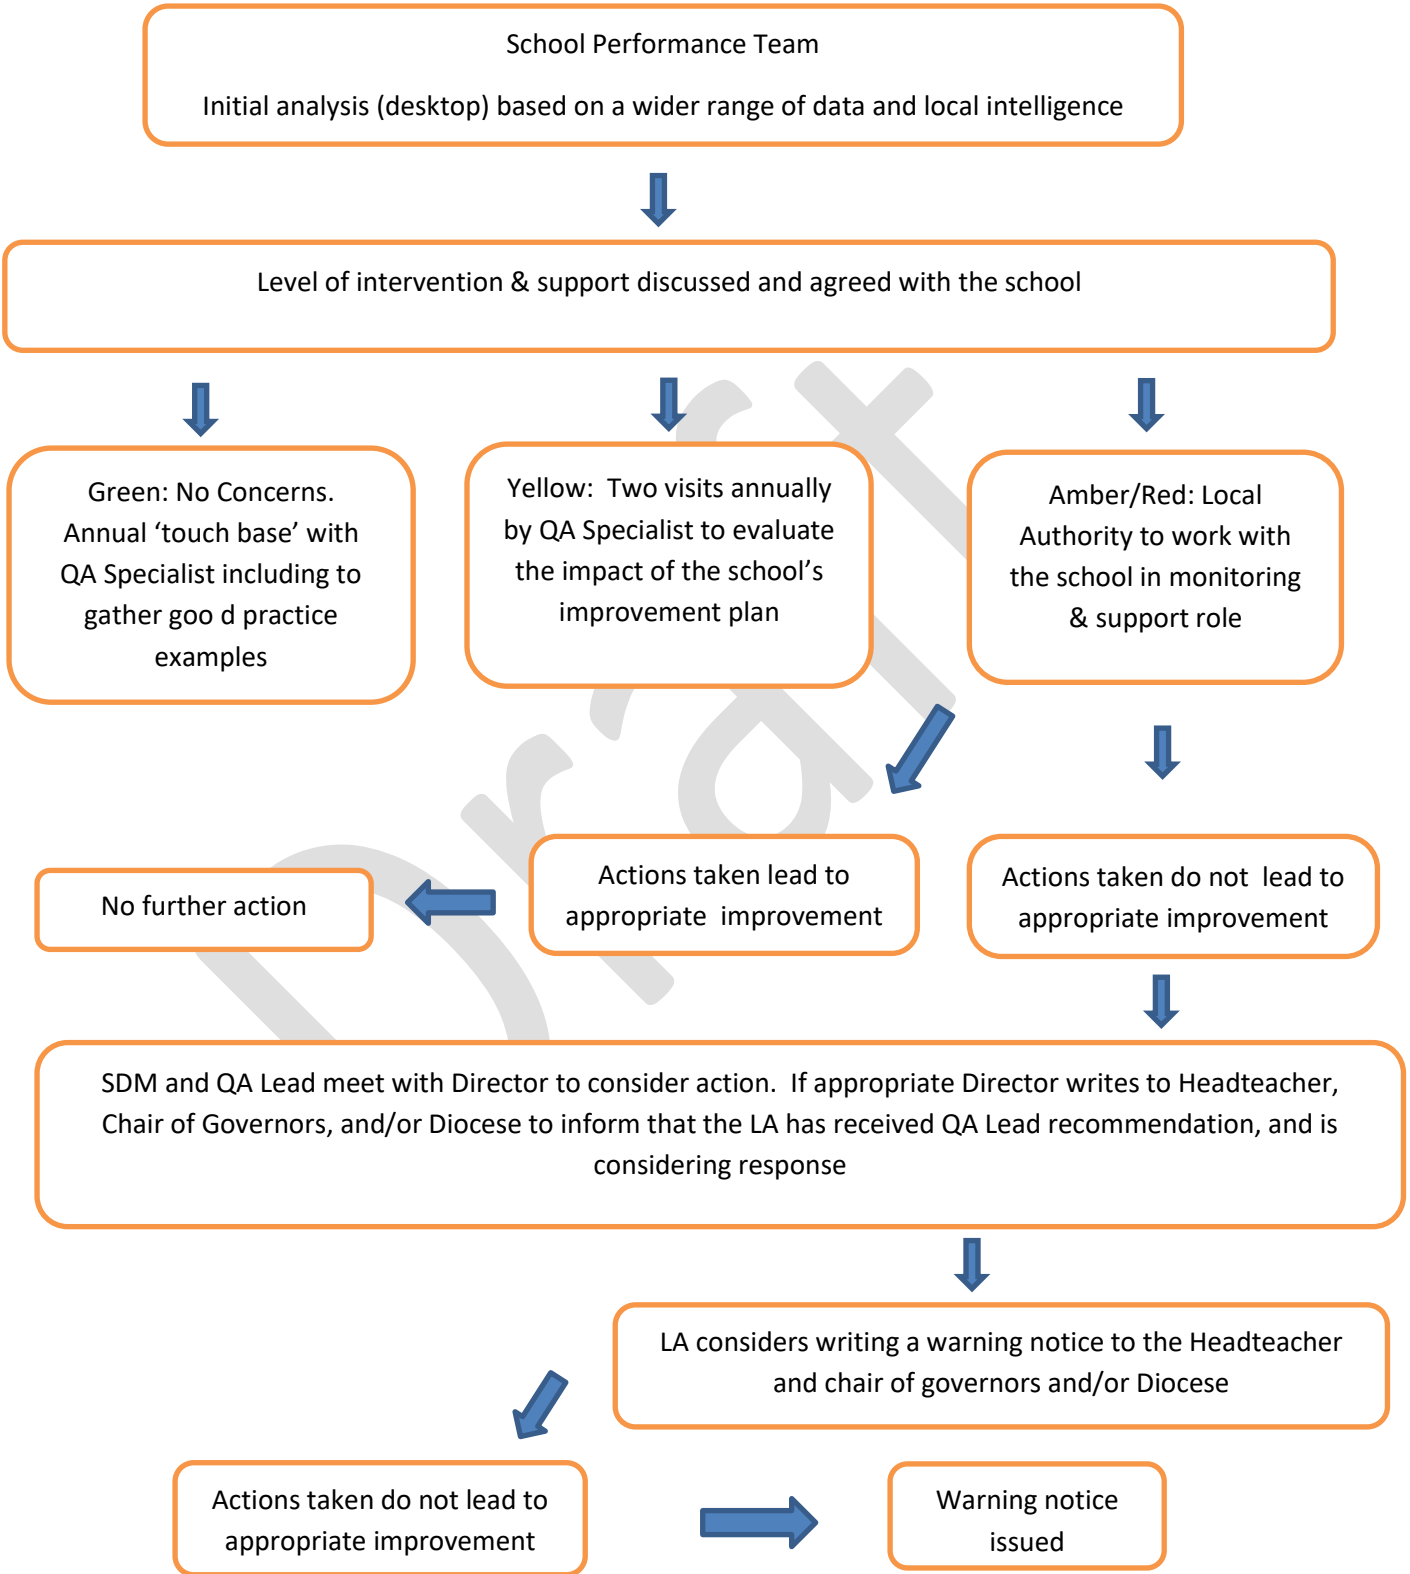 School Performance Team
Initial analysis (desktop) based on a wider range of data and local intelligence
Level of intervention & support discussed and agreed with the school
Green: No Concerns.
Annual ‘touch base’ with
QA Specialist including to
gather goo d practice
examples
Yellow:  Two visits annually
by QA Specialist to evaluate
the impact of the school’s
improvement plan
Amber/Red: Local
Authority to work with
the school in monitoring
& support role
Draft
No further action
Actions taken lead to
appropriate  improvement
Actions taken do not  lead to
appropriate improvement
SDM and QA Lead meet with Director to consider action.  If appropriate Director writes to Headteacher,
Chair of Governors, and/or Diocese to inform that the LA has received QA Lead recommendation, and is
considering response
LA considers writing a warning notice to the Headteacher
and chair of governors and/or Diocese
Actions taken do not lead to
appropriate improvement
Warning notice
issued